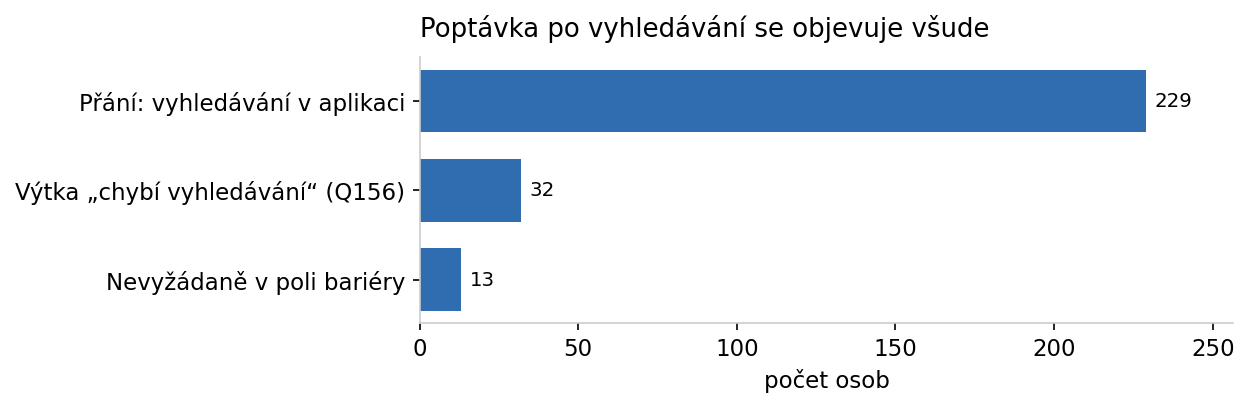 Poptávka po vyhledávání se objevuje všude
Přání: vyhledávání v aplikaci
229
Výtka „chybí vyhledávání“ (Q156)
32
Nevyžádaně v poli bariéry
13
0 50 100 150 200 250
počet osob